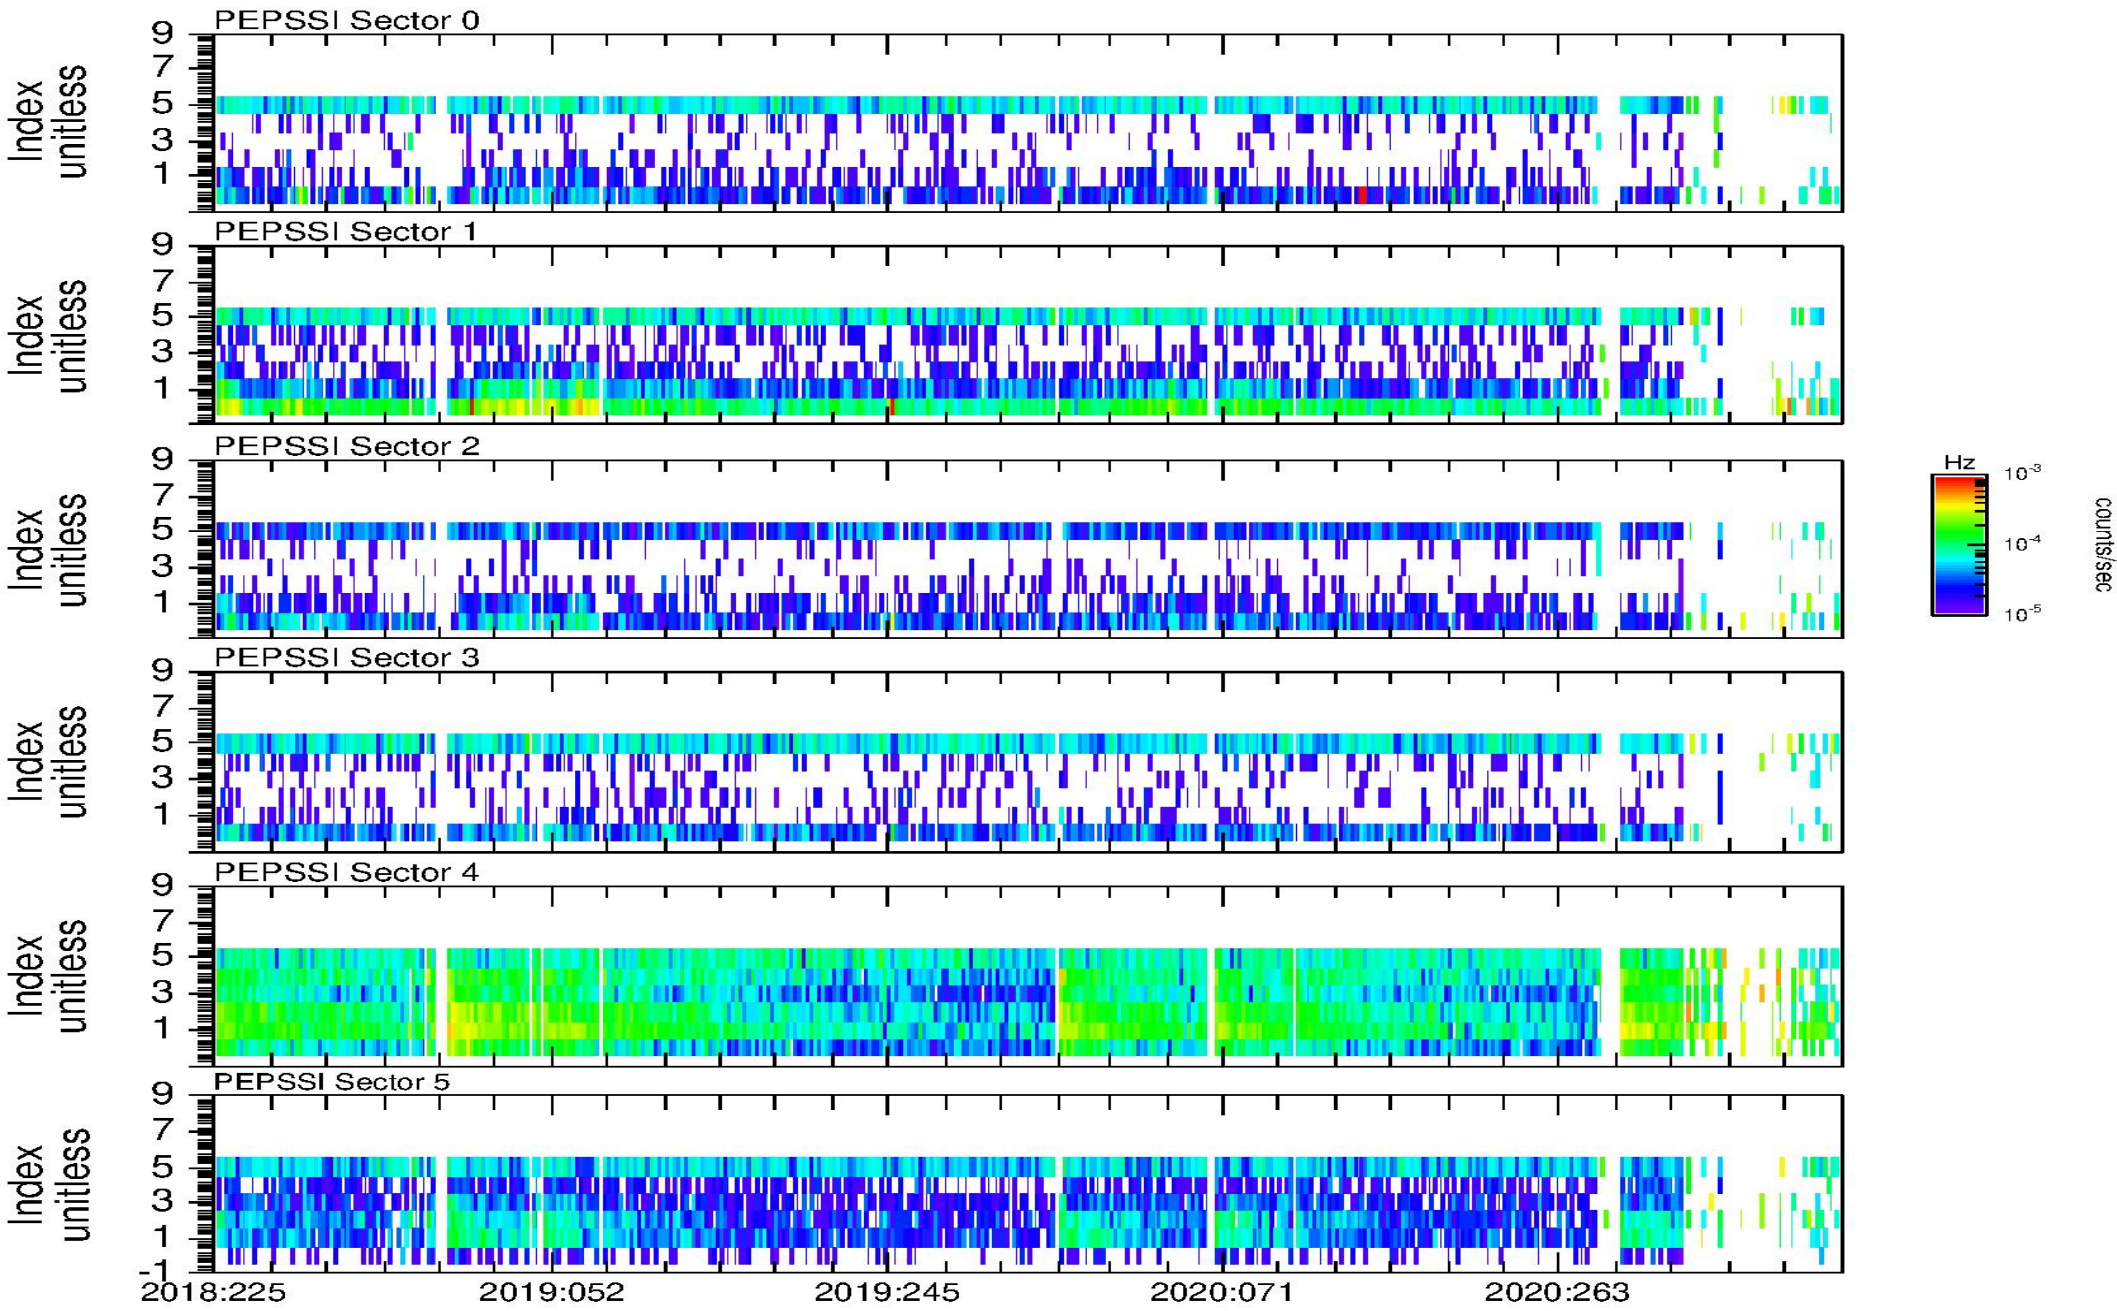 PEPSSI Sector 0
9
7
5
3
1
Index
unitless
PEPSSI Sector 1
9
7
5
3
1
Index
unitless
PEPSSI Sector 2
9
7
5
3
1
Index
unitless
Hz
10-3
10-4
10-5
counts/sec
PEPSSI Sector 3
9
7
5
3
1
Index
unitless
PEPSSI Sector 4
9
7
5
3
1
Index
unitless
PEPSSI Sector 5
9
7
5
3
1
-1
Index
unitless
2018:225 2019:052 2019:245 2020:071 2020:263